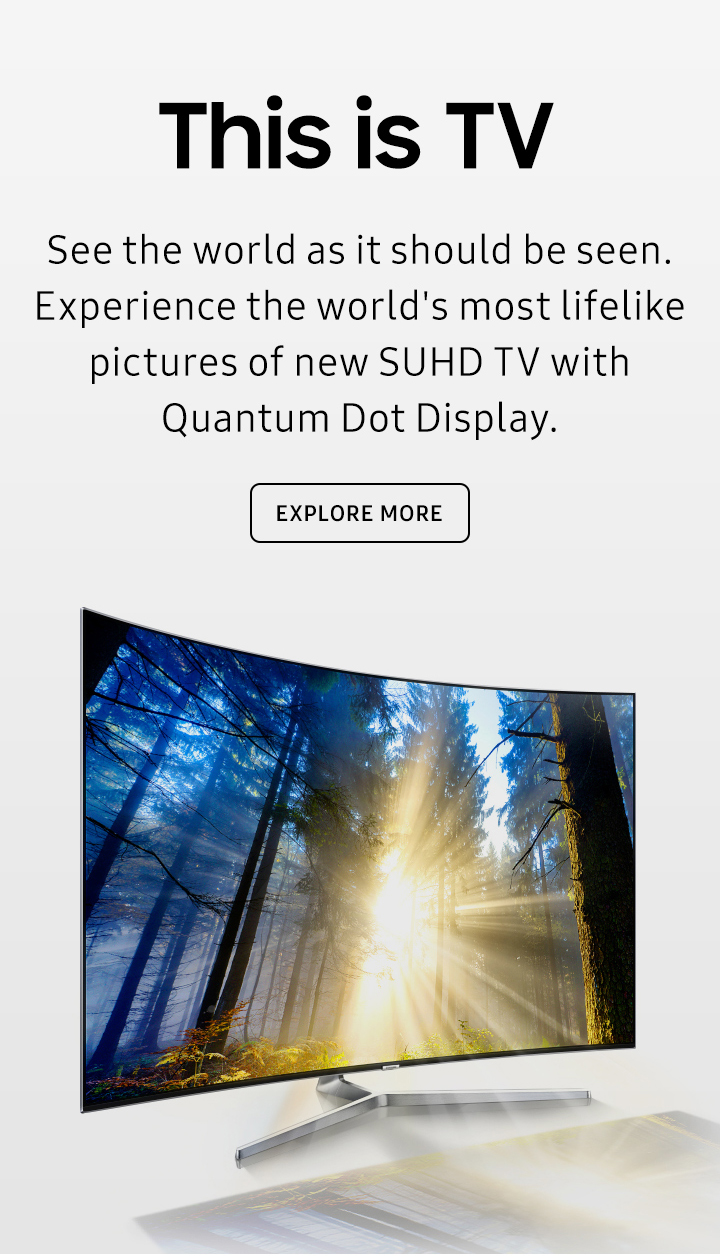 This is TV
See the world as it should be seen.
Experience the world's most lifelike
pictures of new SUHD TV with
Quantum Dot Display.
EXPLORE MORE